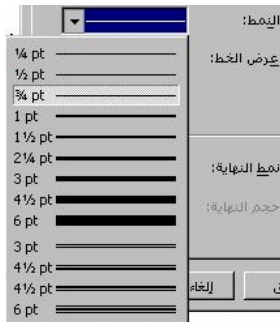 النمط:
عرض الخط:
نمط النهاية:
حجم النهاية:
إلغاء
¼ pt
½ pt
¾ pt
1 pt
1½ pt
2¼ pt
3 pt
4½ pt
6 pt
3 pt
4½ pt
4½ pt
6 pt